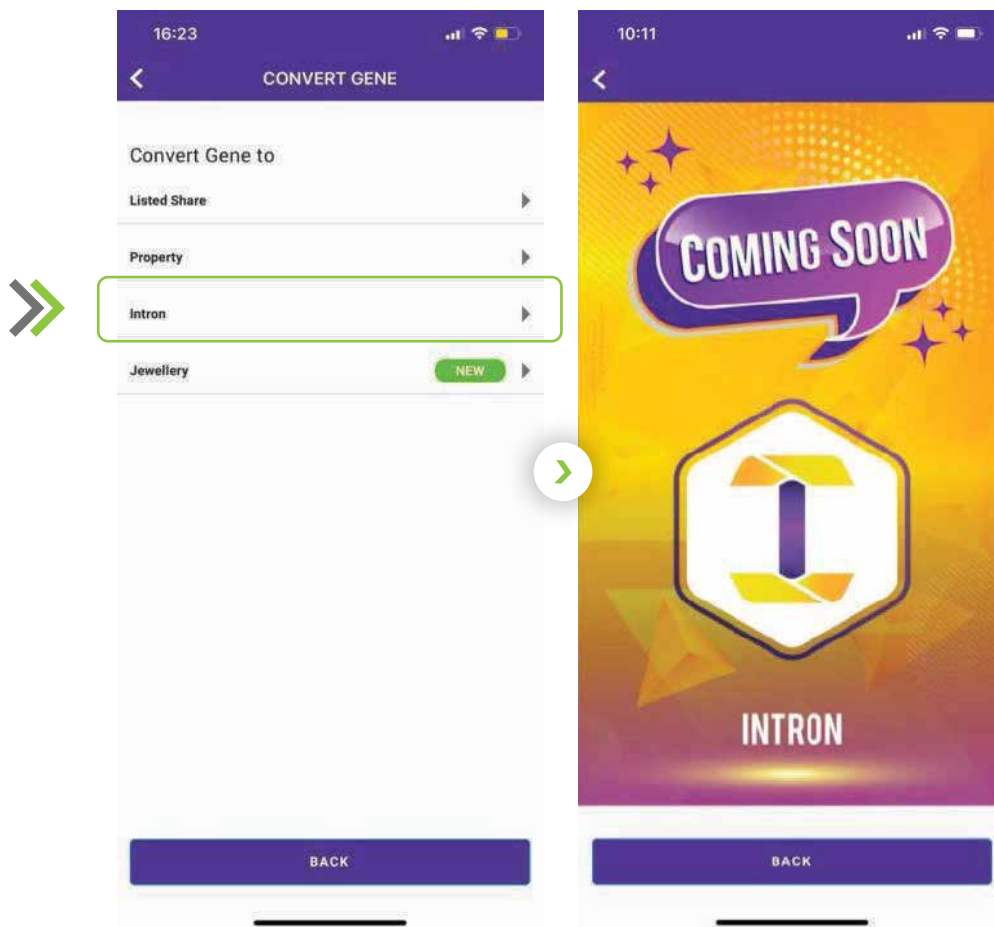 16:23
CONVERT GENE
Convert Gene to
Listed Share
Property
Intron
Jewellery NEW
BACK
10:11
COMING SOON
INTRON
BACK